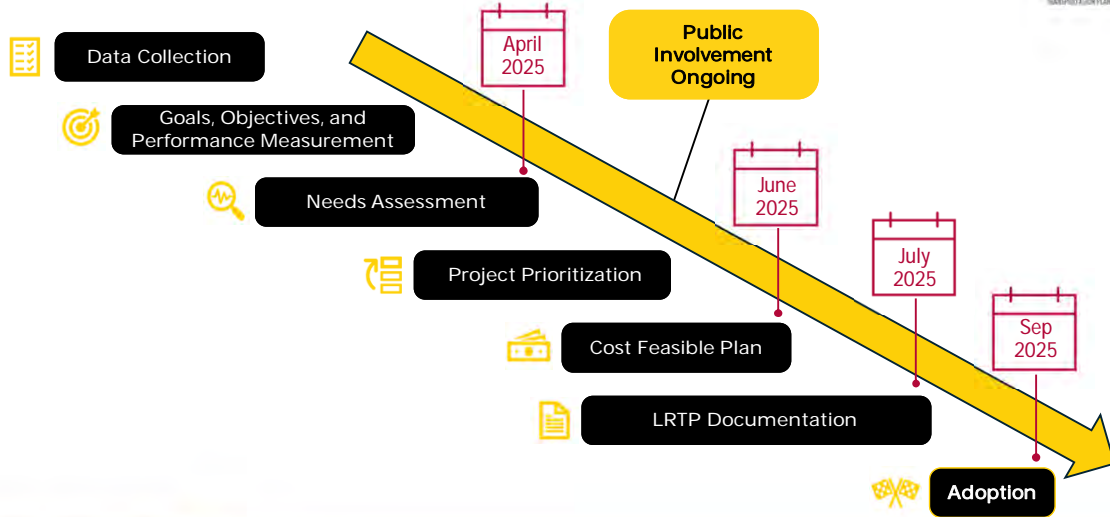 Data Collection
April
2025
Public
Involvement
Ongoing
Goals, Objectives, and
Performance Measurement
Needs Assessment
June
2025
Project Prioritization
July
2025
Cost Feasible Plan
Sep
2025
LRTP Documentation
Adoption